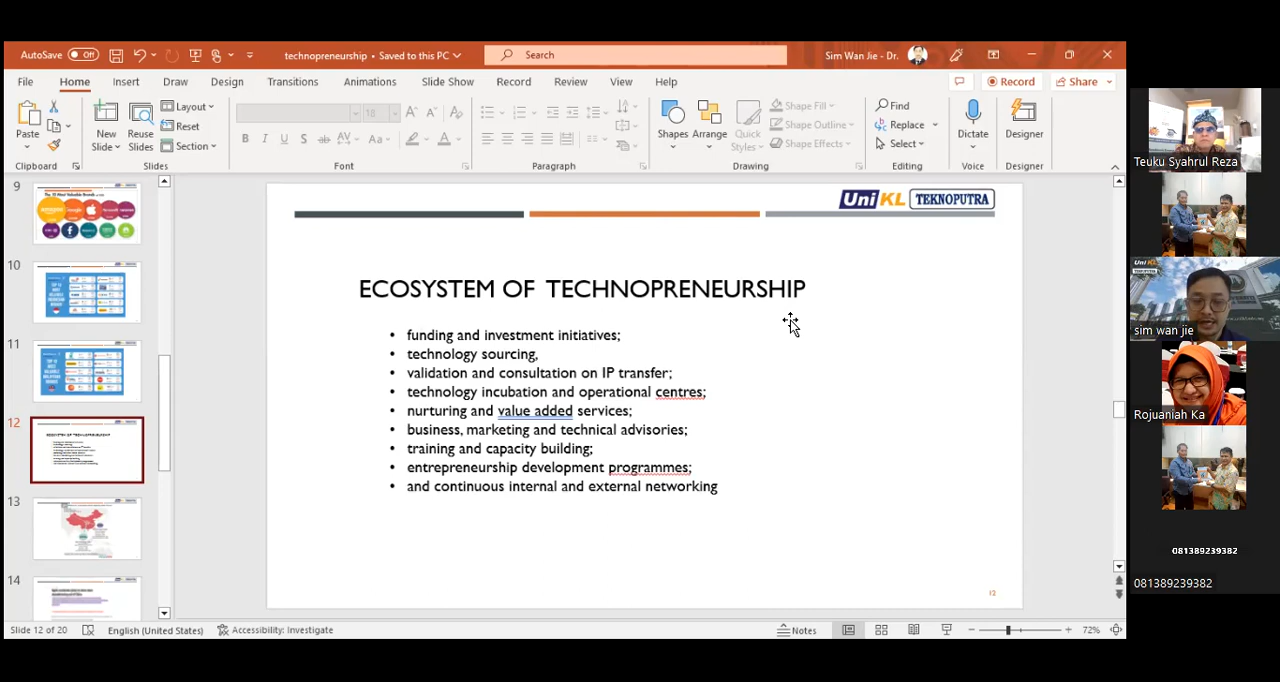 AutoSave Off technopreneurship • Saved to this PC Search Sim Wan Jie - Dr.
File Home Insert Draw Design Transitions Animations Slide Show Record Review View Help Record Share
Paste
Clipboard
New Slide
Reuse Slides
Layout
Reset
Section
Slides
18
Font
Paragraph
Shapes
Arrange
Quick Styles
Shape Fill
Shape Outline
Shape Effects
Drawing
Find
Replace
Select
Editing
Dictate
Voice
Designer
Designer
9
10
11
12
13
14
UniKL TEKNOPUTRA
ECOSYSTEM OF TECHNOPRENEURSHIP
• funding and investment initiatives;
• technology sourcing,
• validation and consultation on IP transfer;
• technology incubation and operational centres;
• nurturing and value added services;
• business, marketing and technical advisories;
• training and capacity building;
• entrepreneurship development programmes;
• and continuous internal and external networking
12
Slide 12 of 20 English (United States) Accessibility: Investigate Notes 72%
Teuku Syahrul Reza
UniKL
sim wan jie
Rojuaniah Ka
081389239382
081389239382